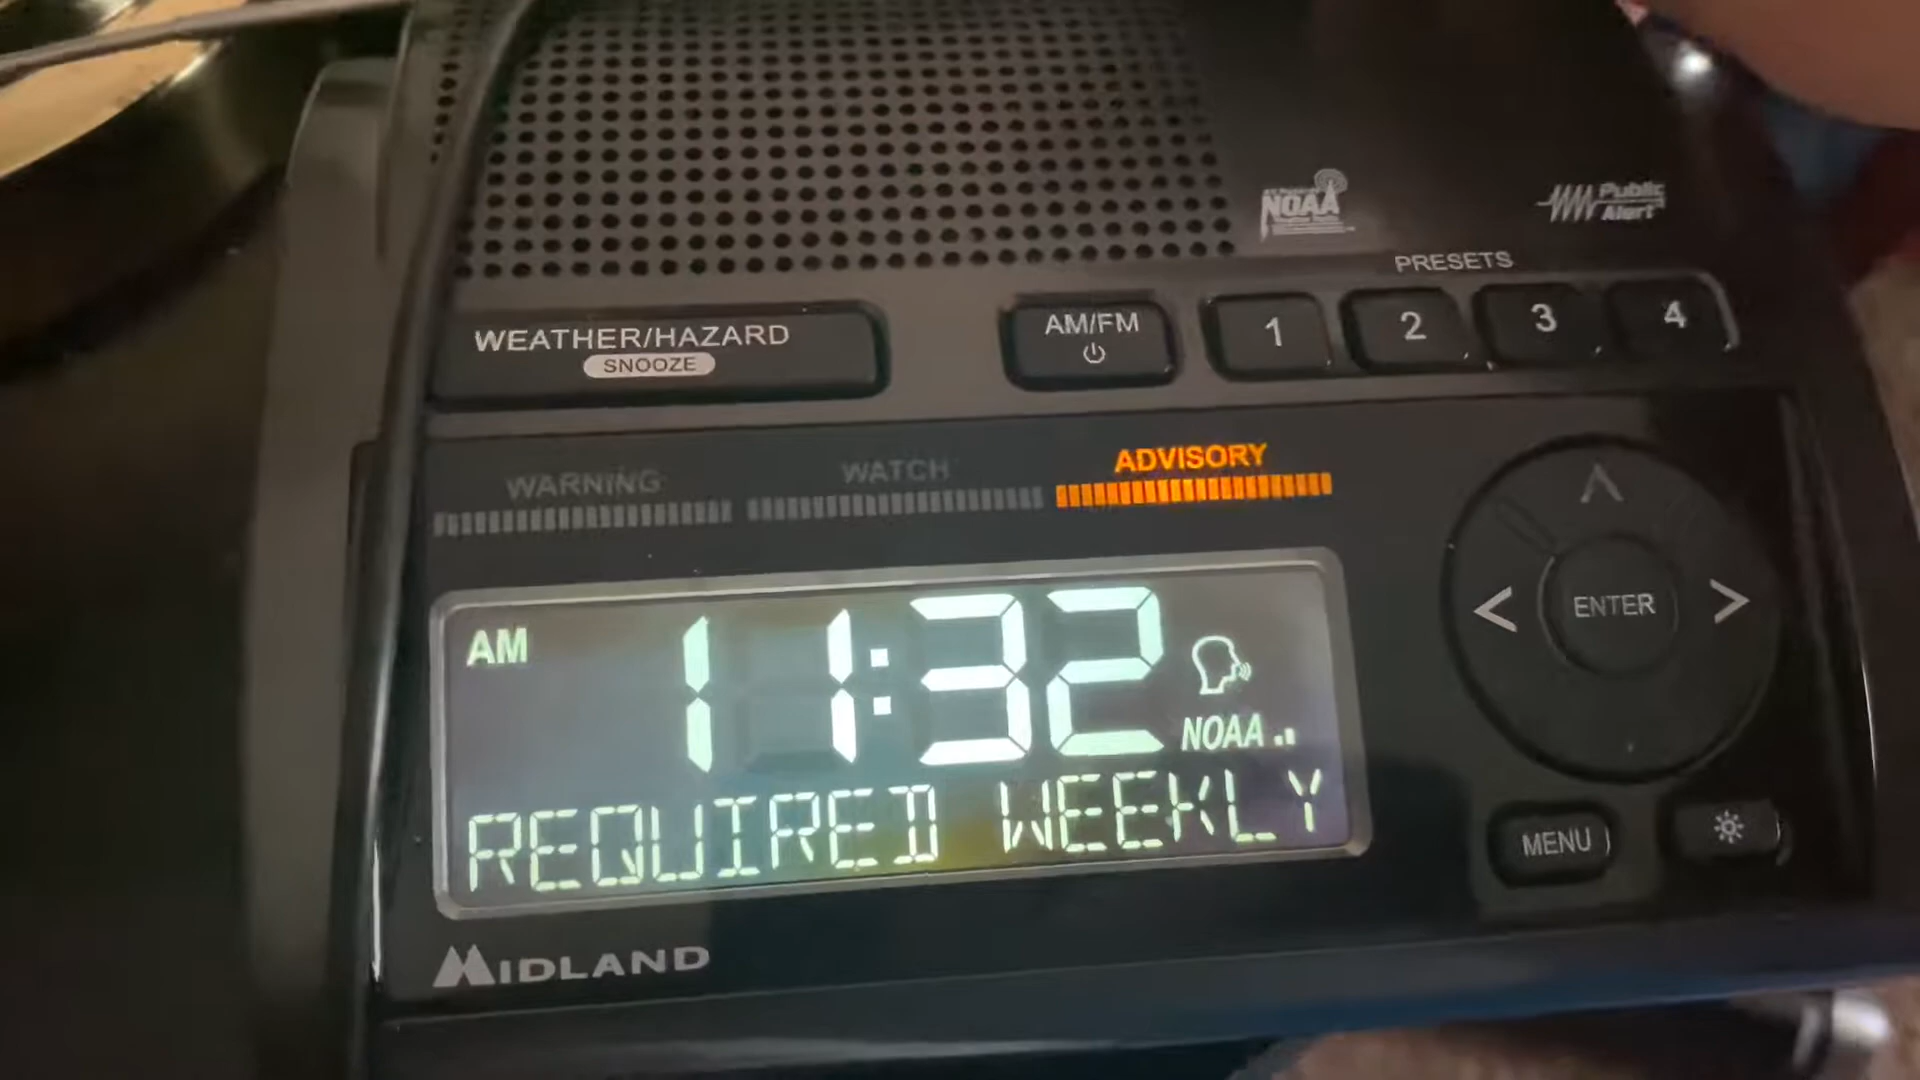 NOAA
Public
Alert
PRESETS
WEATHER/HAZARD
SNOOZE
AM/FM
1
2
3
4
WARNING
WATCH
ADVISORY
AM 11:32
NOAA
REQUIRED WEEKLY
ENTER
MENU
MIDLAND